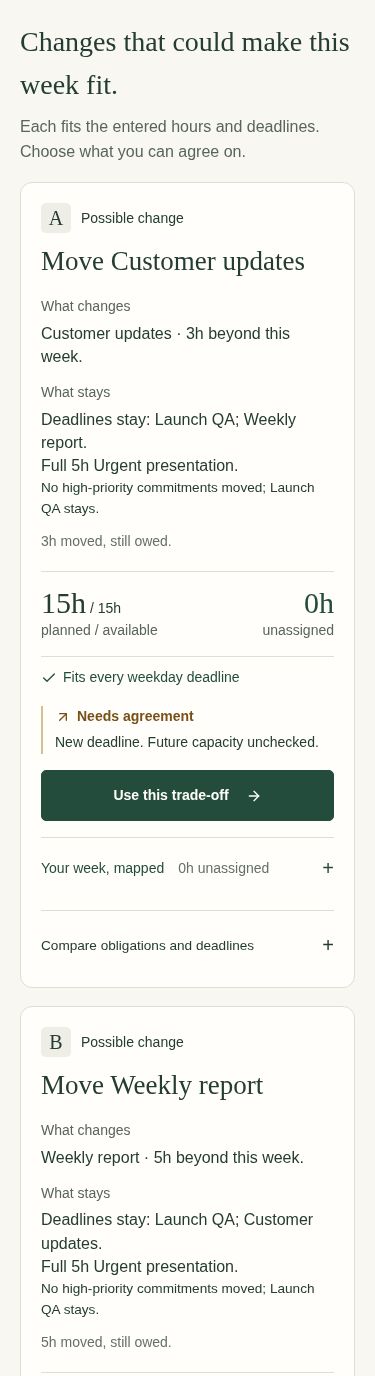 Changes that could make this
week fit.
Each fits the entered hours and deadlines.
Choose what you can agree on.
A Possible change
Move Customer updates
What changes
Customer updates · 3h beyond this
week.
What stays
Deadlines stay: Launch QA; Weekly
report.
Full 5h Urgent presentation.
No high-priority commitments moved; Launch
QA stays.
3h moved, still owed.
15h / 15h 0h
planned / available unassigned
Fits every weekday deadline
Needs agreement
New deadline. Future capacity unchecked.
Use this trade-off
Your week, mapped 0h unassigned +
Compare obligations and deadlines +
B Possible change
Move Weekly report
What changes
Weekly report · 5h beyond this week.
What stays
Deadlines stay: Launch QA; Customer
updates.
Full 5h Urgent presentation.
No high-priority commitments moved; Launch
QA stays.
5h moved, still owed.